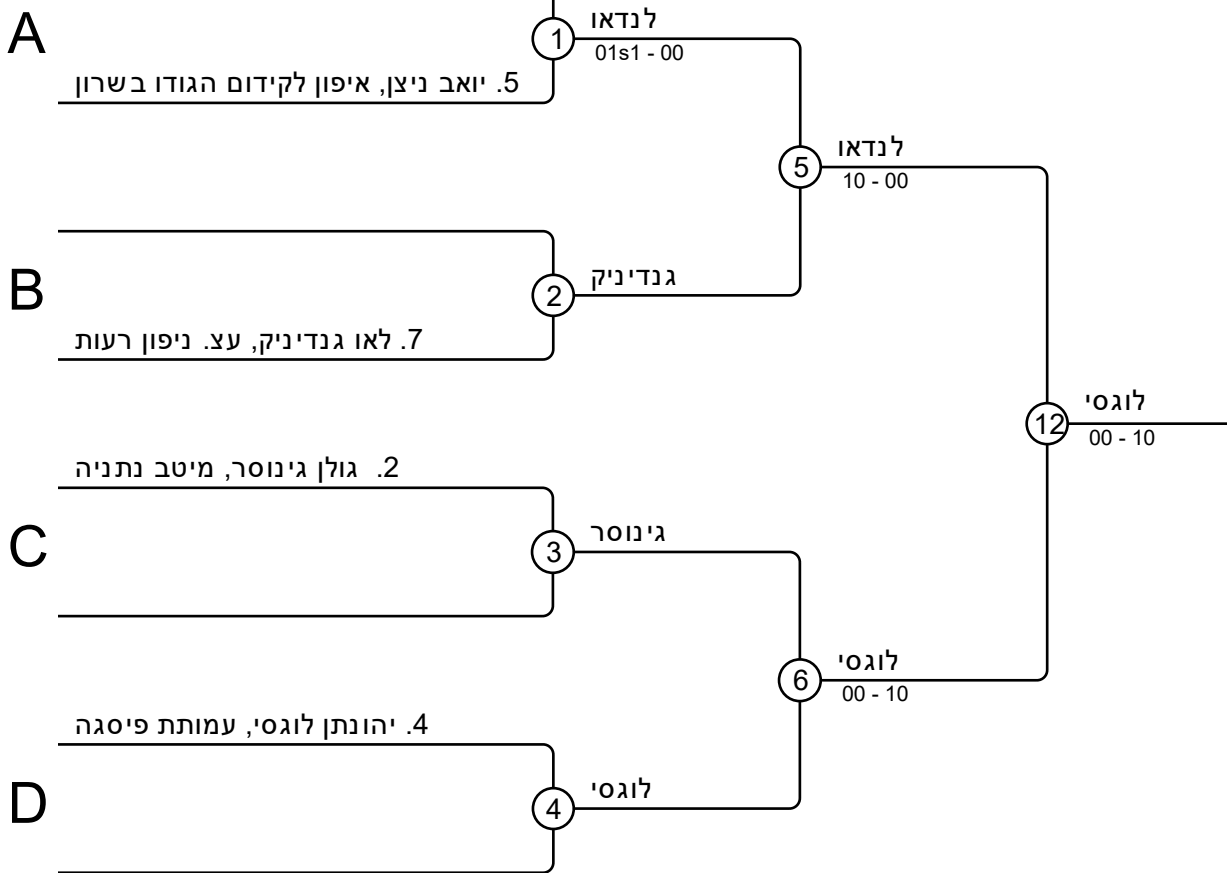 A
5. יואב ניצן, איפון לקידום הגודו בשרון
1
לנדאו
01s1 - 00
5
לנדאו
10 - 00
B
2
גנדיניק
7. לאו גנדיניק, עצ. ניפון רעות
12
לוגסי
00 - 10
2. גולן גינוסר, מיטב נתניה
C
3
גינוסר
6
לוגסי
00 - 10
4. יהונתן לוגסי, עמותת פיסגה
D
4
לוגסי